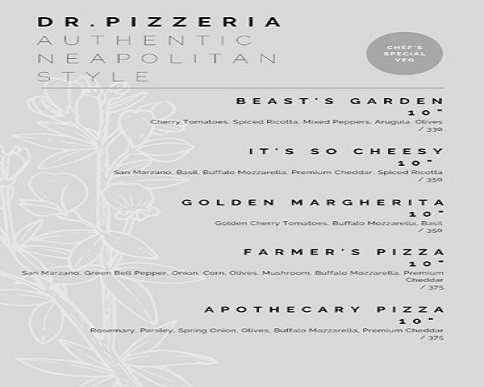 DR.PIZZERIA
AUTHENTIC
NEAPOLITAN
STYLE
CHEF'S
SPECIAL
VEG
BEAST'S GARDEN
10"
Cherry Tomatoes, Spiced Ricotta, Mixed Peppers, Arugula, Olives
/ 330
IT'S SO CHEESY
10"
San Marzano, Basil, Buffalo Mozzarella, Premium Cheddar, Spiced Ricotta
/ 350
GOLDEN MARGHERITA
10"
Golden Cherry Tomatoes, Buffalo Mozzarella, Basil
/ 350
FARMER'S PIZZA
10"
San Marzano, Green Bell Pepper, Onion, Corn, Olives, Mushroom, Buffalo Mozzarella, Premium
Cheddar
/ 375
APOTHECARY PIZZA
10"
Rosemary, Parsley, Spring Onion, Olives, Buffalo Mozzarella, Premium Cheddar
/ 375